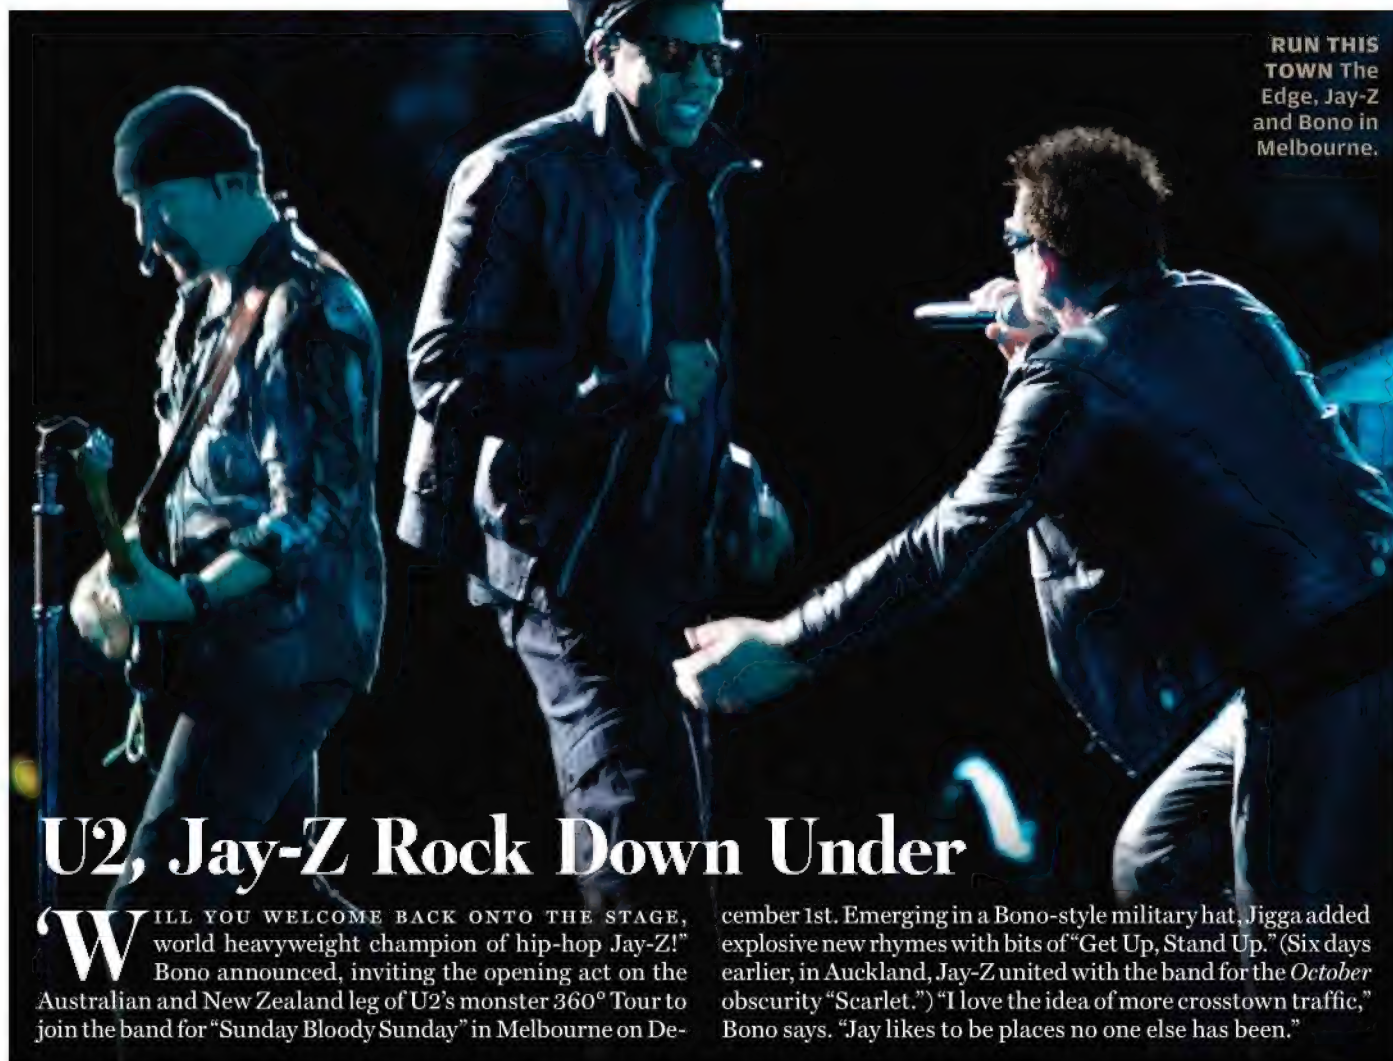 RUN THIS
TOWN The
Edge, Jay-Z
and Bono in
Melbourne.
U2, Jay-Z Rock Down Under
‘WILL YOU WELCOME BACK ONTO THE STAGE,
world heavyweight champion of hip-hop Jay-Z!”
Bono announced, inviting the opening act on the
Australian and New Zealand leg of U2’s monster 360° Tour to
join the band for “Sunday Bloody Sunday” in Melbourne on De-
cember 1st. Emerging in a Bono-style military hat, Jigga added
explosive new rhymes with bits of “Get Up, Stand Up.” (Six days
earlier, in Auckland, Jay-Z united with the band for the October
obscurity “Scarlet.”) “I love the idea of more crosstown traffic,”
Bono says. “Jay likes to be places no one else has been.”